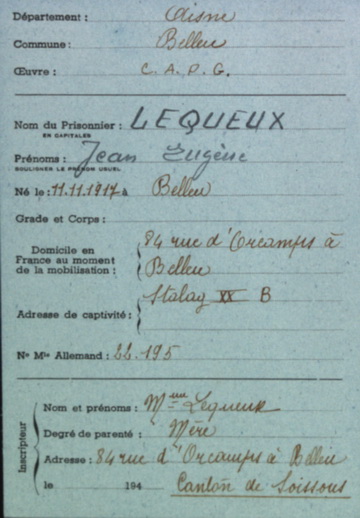 Département : Aisne
Commune : Belleu
Œuvre : C. A. P. G.
Nom du Prisonnier : LEQUEUX
EN CAPITALES
Prénoms : Jean Eugène
SOULIGNER LE PRÉNOM USUEL
Né le : 11.11.1917 à Belleu
Grade et Corps :
Domicile en France au moment de la mobilisation : 84 rue d'Orcamps à Belleu
Adresse de captivité : Stalag XX B
No Mle Allemand : 22.195
Inscripteur
Nom et prénoms : Mme Lequeux
Degré de parenté : Mère
Adresse : 84 rue d'Orcamps à Belleu
le 194 Canton de Soissons